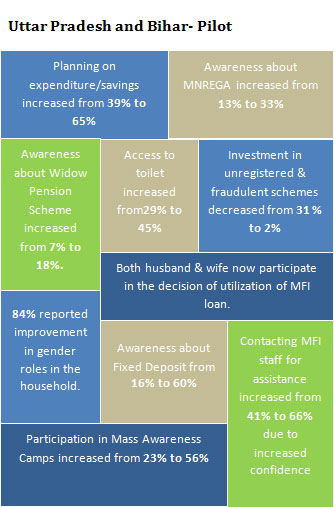 Uttar Pradesh and Bihar- Pilot
Planning on
expenditure/savings
increased from 39% to
65%
Awareness about
MNREGA increased from
13% to 33%
Awareness
about Widow
Pension
Scheme
increased
from 7% to
18%.
Access to
toilet
increased
from29% to
45%
Investment in
unregistered &
fraudulent schemes
decreased from 31 %
to 2%
Both husband & wife now participate
in the decision of utilization of MFI
loan.
84% reported
improvement
in gender
roles in the
household.
Awareness about
Fixed Deposit from
16% to 60%
Contacting MFI
staff for
assistance
increased from
41% to 66%
due to
increased
confidence
Participation in Mass Awareness
Camps increased from 23% to 56%